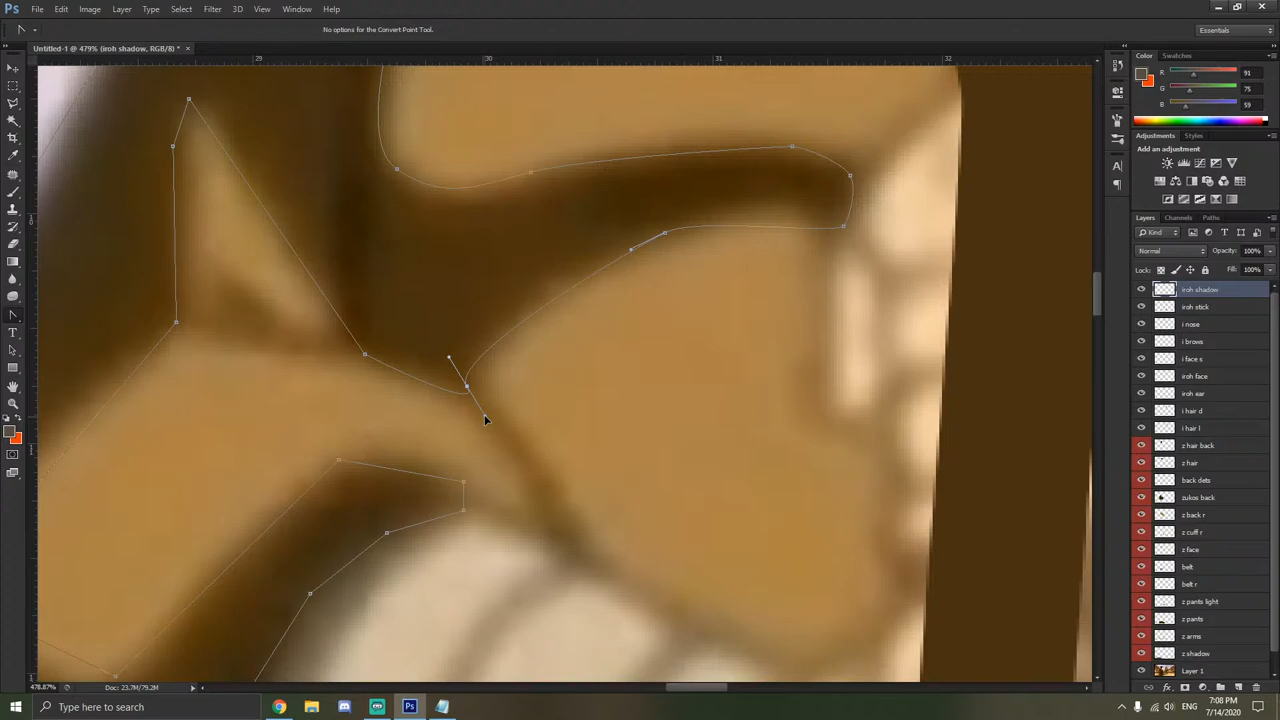 Ps File Edit Image Layer Type Select Filter 3D View Window Help
No options for the Convert Point Tool.
Essentials
Untitled-1 @ 479% (iroh shadow, RGB/8) * ×
29 30 31 32
Color Swatches
R 91
G 75
B 59
Adjustments Styles
Add an adjustment
Layers Channels Paths
Kind
Normal Opacity: 100%
Lock: Fill: 100%
iroh shadow
iroh stick
i nose
i brows
i face s
iroh face
iroh ear
i hair d
i hair l
z hair back
z hair
back dets
zukos back
z back r
z cuff r
z face
belt
belt r
z pants light
z pants
z arms
z shadow
Layer 1
fx
478.87% Doc: 23.7M/79.2M
Type here to search
Ps
ENG
7:08 PM
7/14/2020